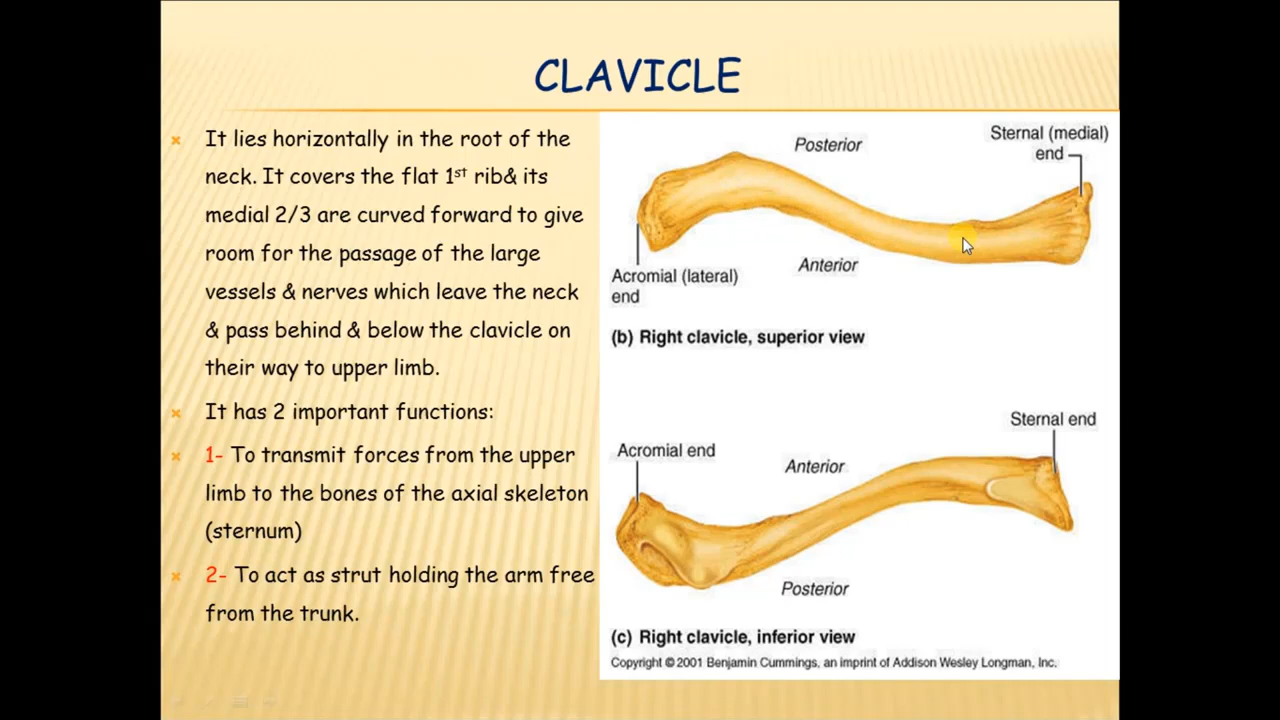 CLAVICLE
It lies horizontally in the root of the
neck. It covers the flat 1st rib& its
medial 2/3 are curved forward to give
room for the passage of the large
vessels & nerves which leave the neck
& pass behind & below the clavicle on
their way to upper limb.
It has 2 important functions:
1- To transmit forces from the upper
limb to the bones of the axial skeleton
(sternum)
2- To act as strut holding the arm free
from the trunk.
Posterior
Sternal (medial)
end
Acromial (lateral)
end
Anterior
(b) Right clavicle, superior view
Sternal end
Acromial end
Anterior
Posterior
(c) Right clavicle, inferior view
Copyright © 2001 Benjamin Cummings, an imprint of Addison Wesley Longman, Inc.